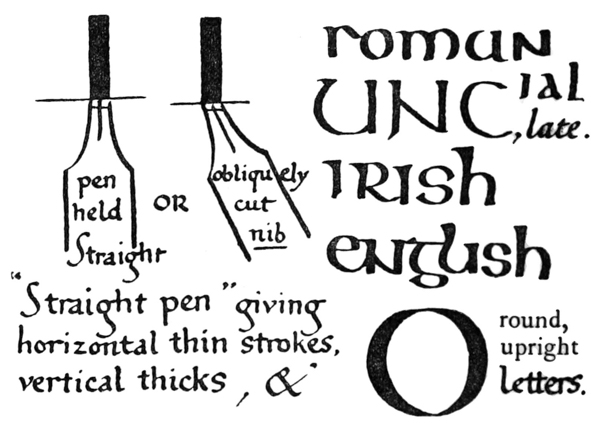 pen
held
Straight
OR
obliquely
cut
nib
"Straight pen" giving
horizontal thin strokes,
vertical thicks, &
roman
UNCIAL, late.
IRISH
english
O
round,
upright
letters.